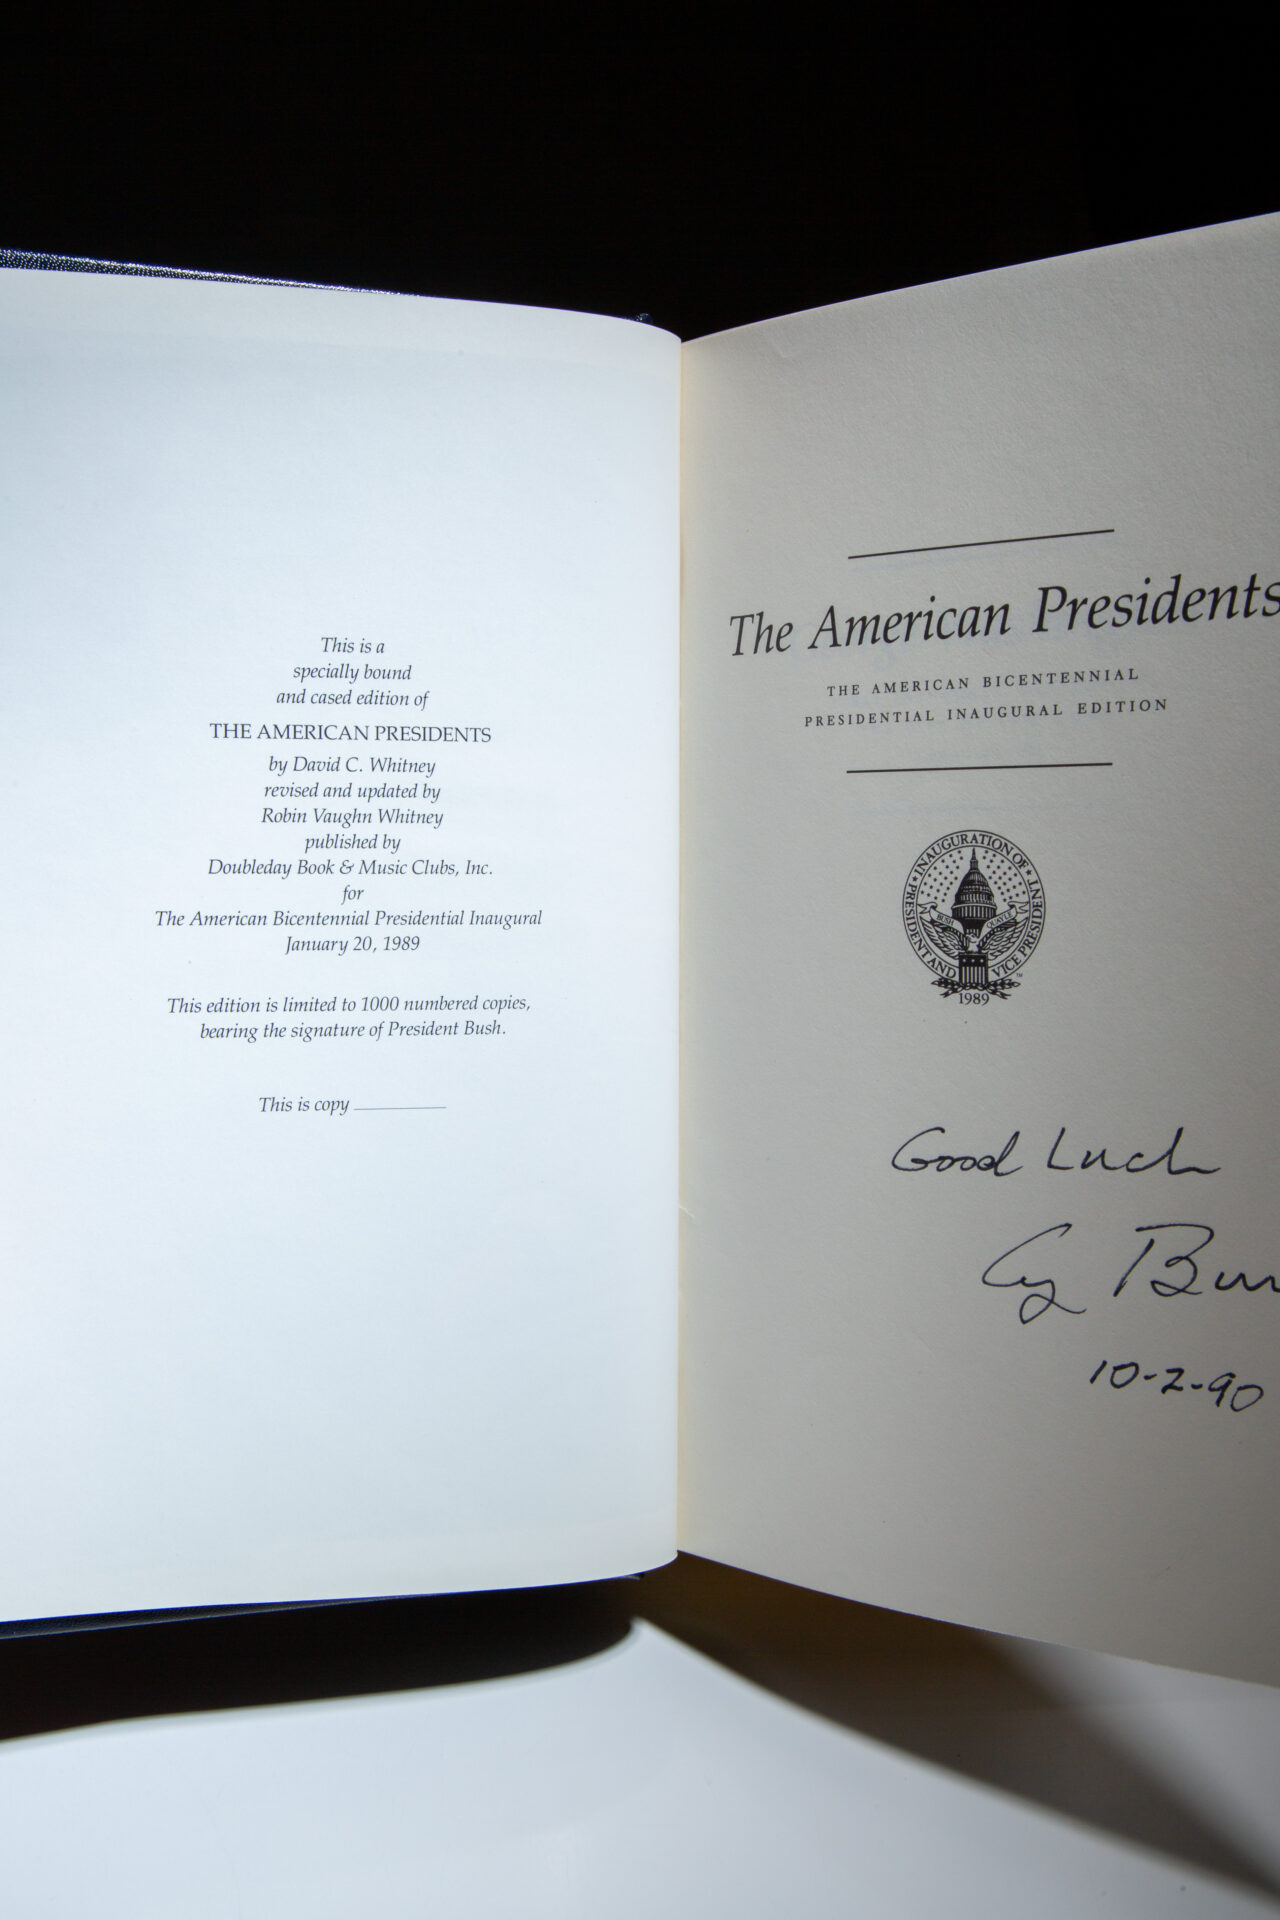 This is a
specially bound
and cased edition of
THE AMERICAN PRESIDENTS
by David C. Whitney
revised and updated by
Robin Vaughn Whitney
published by
Doubleday Book & Music Clubs, Inc.
for
The American Bicentennial Presidential Inaugural
January 20, 1989
This edition is limited to 1000 numbered copies,
bearing the signature of President Bush.
This is copy
The American Presidents
THE AMERICAN BICENTENNIAL
PRESIDENTIAL INAUGURAL EDITION
INAUGURATION OF PRESIDENT AND VICE PRESIDENT
BUSH QUAYLE
1989
Good Luck
10-2-90